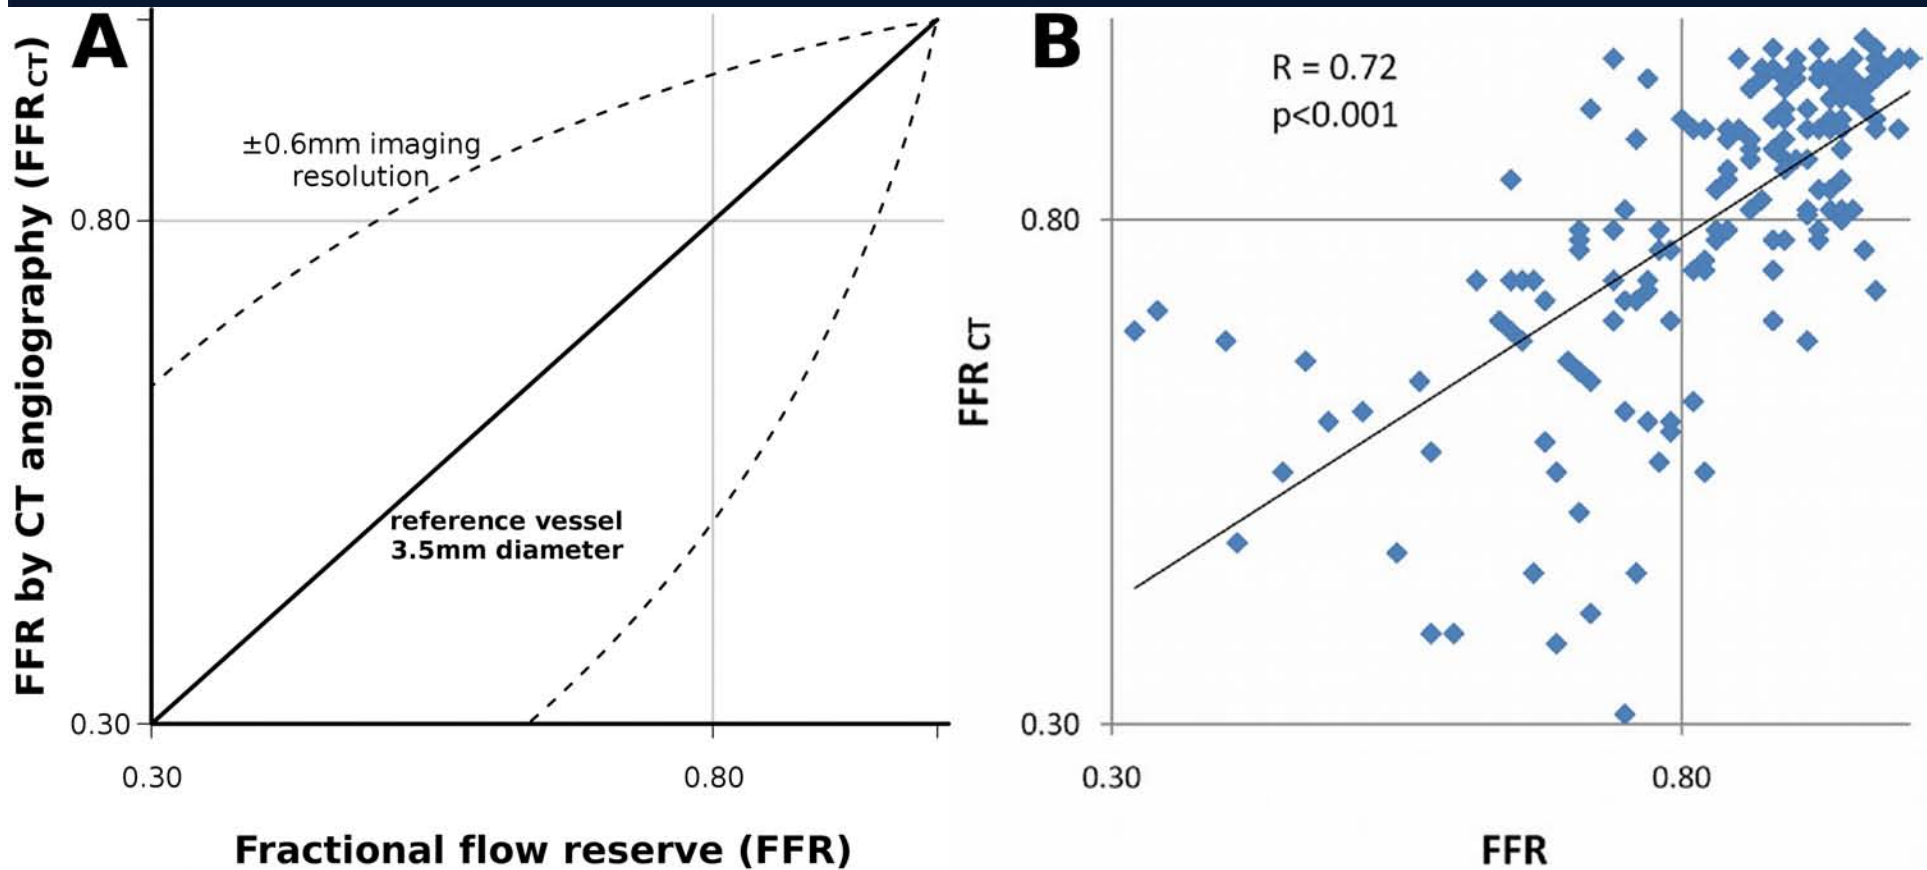 A
FFR by CT angiography (FFRCT)
±0.6mm imaging
resolution
0.80
reference vessel
3.5mm diameter
0.30
0.30
0.80
Fractional flow reserve (FFR)
B
R = 0.72
p<0.001
0.80
FFR CT
0.30
0.30
0.80
FFR